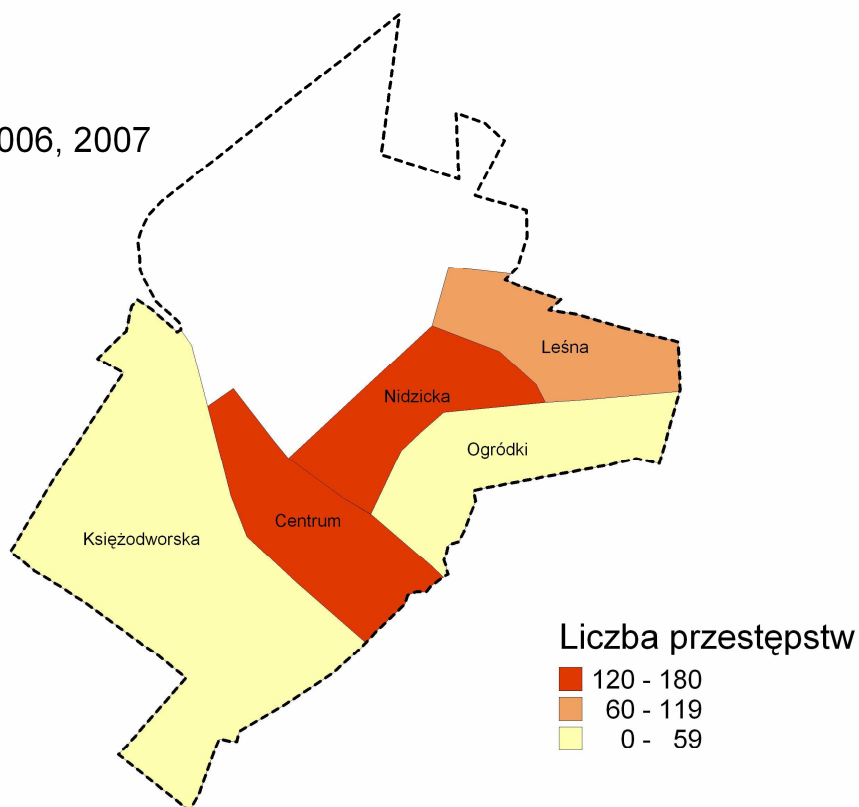 006, 2007
Leśna
Nidzicka
Ogródki
Centrum
Księżodworska
Liczba przestępstw
120 - 180
60 - 119
0 - 59